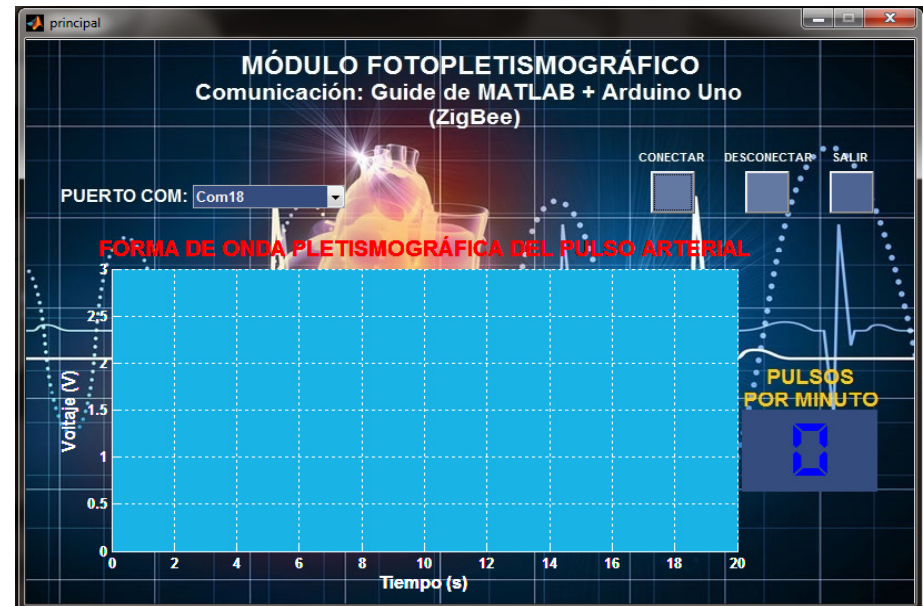 principal
MÓDULO FOTOPLETISMOGRÁFICO
Comunicación: Guide de MATLAB + Arduino Uno
(ZigBee)
CONECTAR DESCONECTAR SALIR
PUERTO COM: Com18
FORMA DE ONDA PLETISMOGRÁFICA DEL PULSO ARTERIAL
3
2.5
2
1.5
1
0.5
0
Voltaje (V)
0 2 4 6 8 10 12 14 16 18 20
Tiempo (s)
PULSOS
POR MINUTO
0